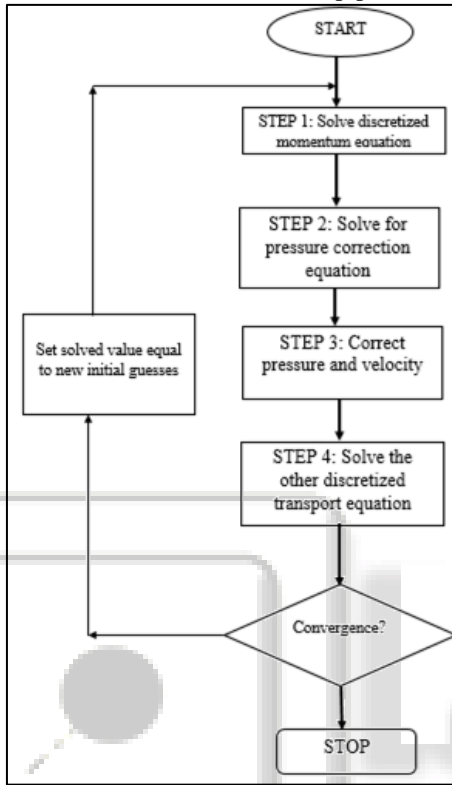 START
STEP 1: Solve discretized
momentum equation
STEP 2: Solve for
pressure correction
equation
STEP 3: Correct
pressure and velocity
Set solved value equal
to new initial guesses
STEP 4: Solve the
other discretized
transport equation
Convergence?
STOP